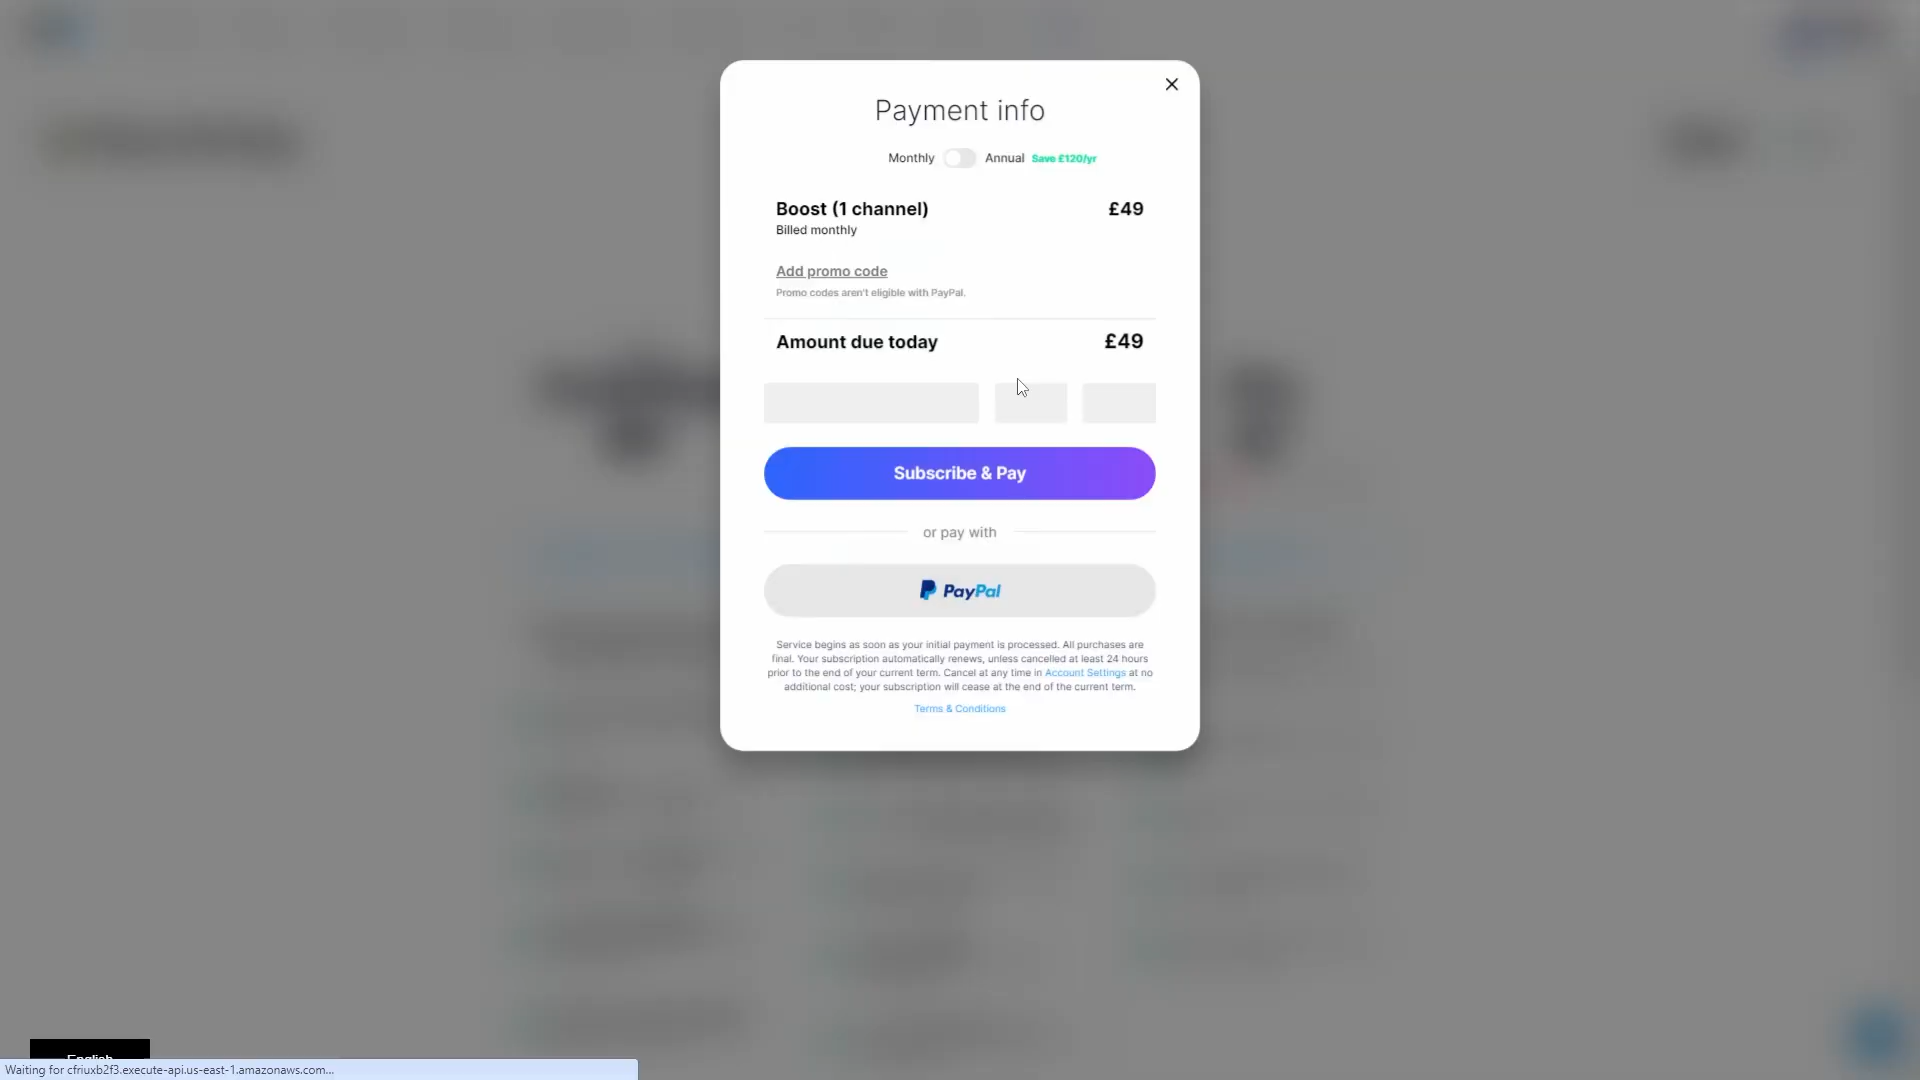 Payment info
Monthly Annual Save £120/yr
Boost (1 channel) £49
Billed monthly
Add promo code
Promo codes aren't eligible with PayPal.
Amount due today £49
Subscribe & Pay
or pay with
PayPal
Service begins as soon as your initial payment is processed. All purchases are
final. Your subscription automatically renews, unless cancelled at least 24 hours
prior to the end of your current term. Cancel at any time in Account Settings at no
additional cost; your subscription will cease at the end of the current term.
Terms & Conditions
English
Waiting for cfriuxb2f3.execute-api.us-east-1.amazonaws.com...